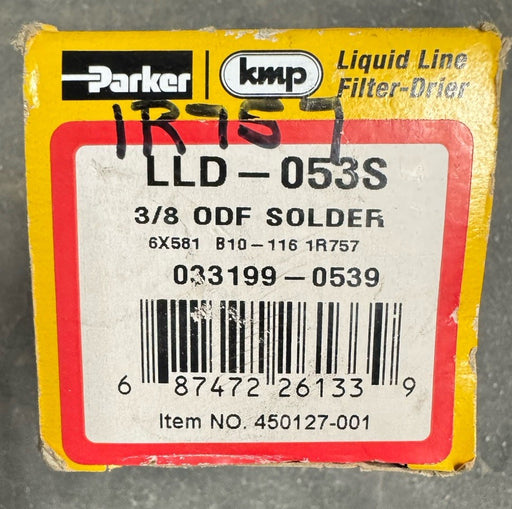 Parker kmp Liquid Line
Filter-Drier
1R757
LLD-053S
3/8 ODF SOLDER
6X581 B10-116 1R757
033199-0539
6 87472 26133 9
Item NO. 450127-001